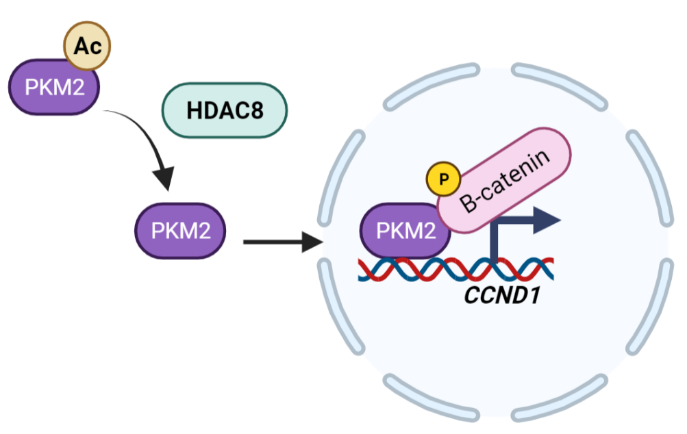 Ac
PKM2
HDAC8
PKM2
P
B-catenin
PKM2
CCND1